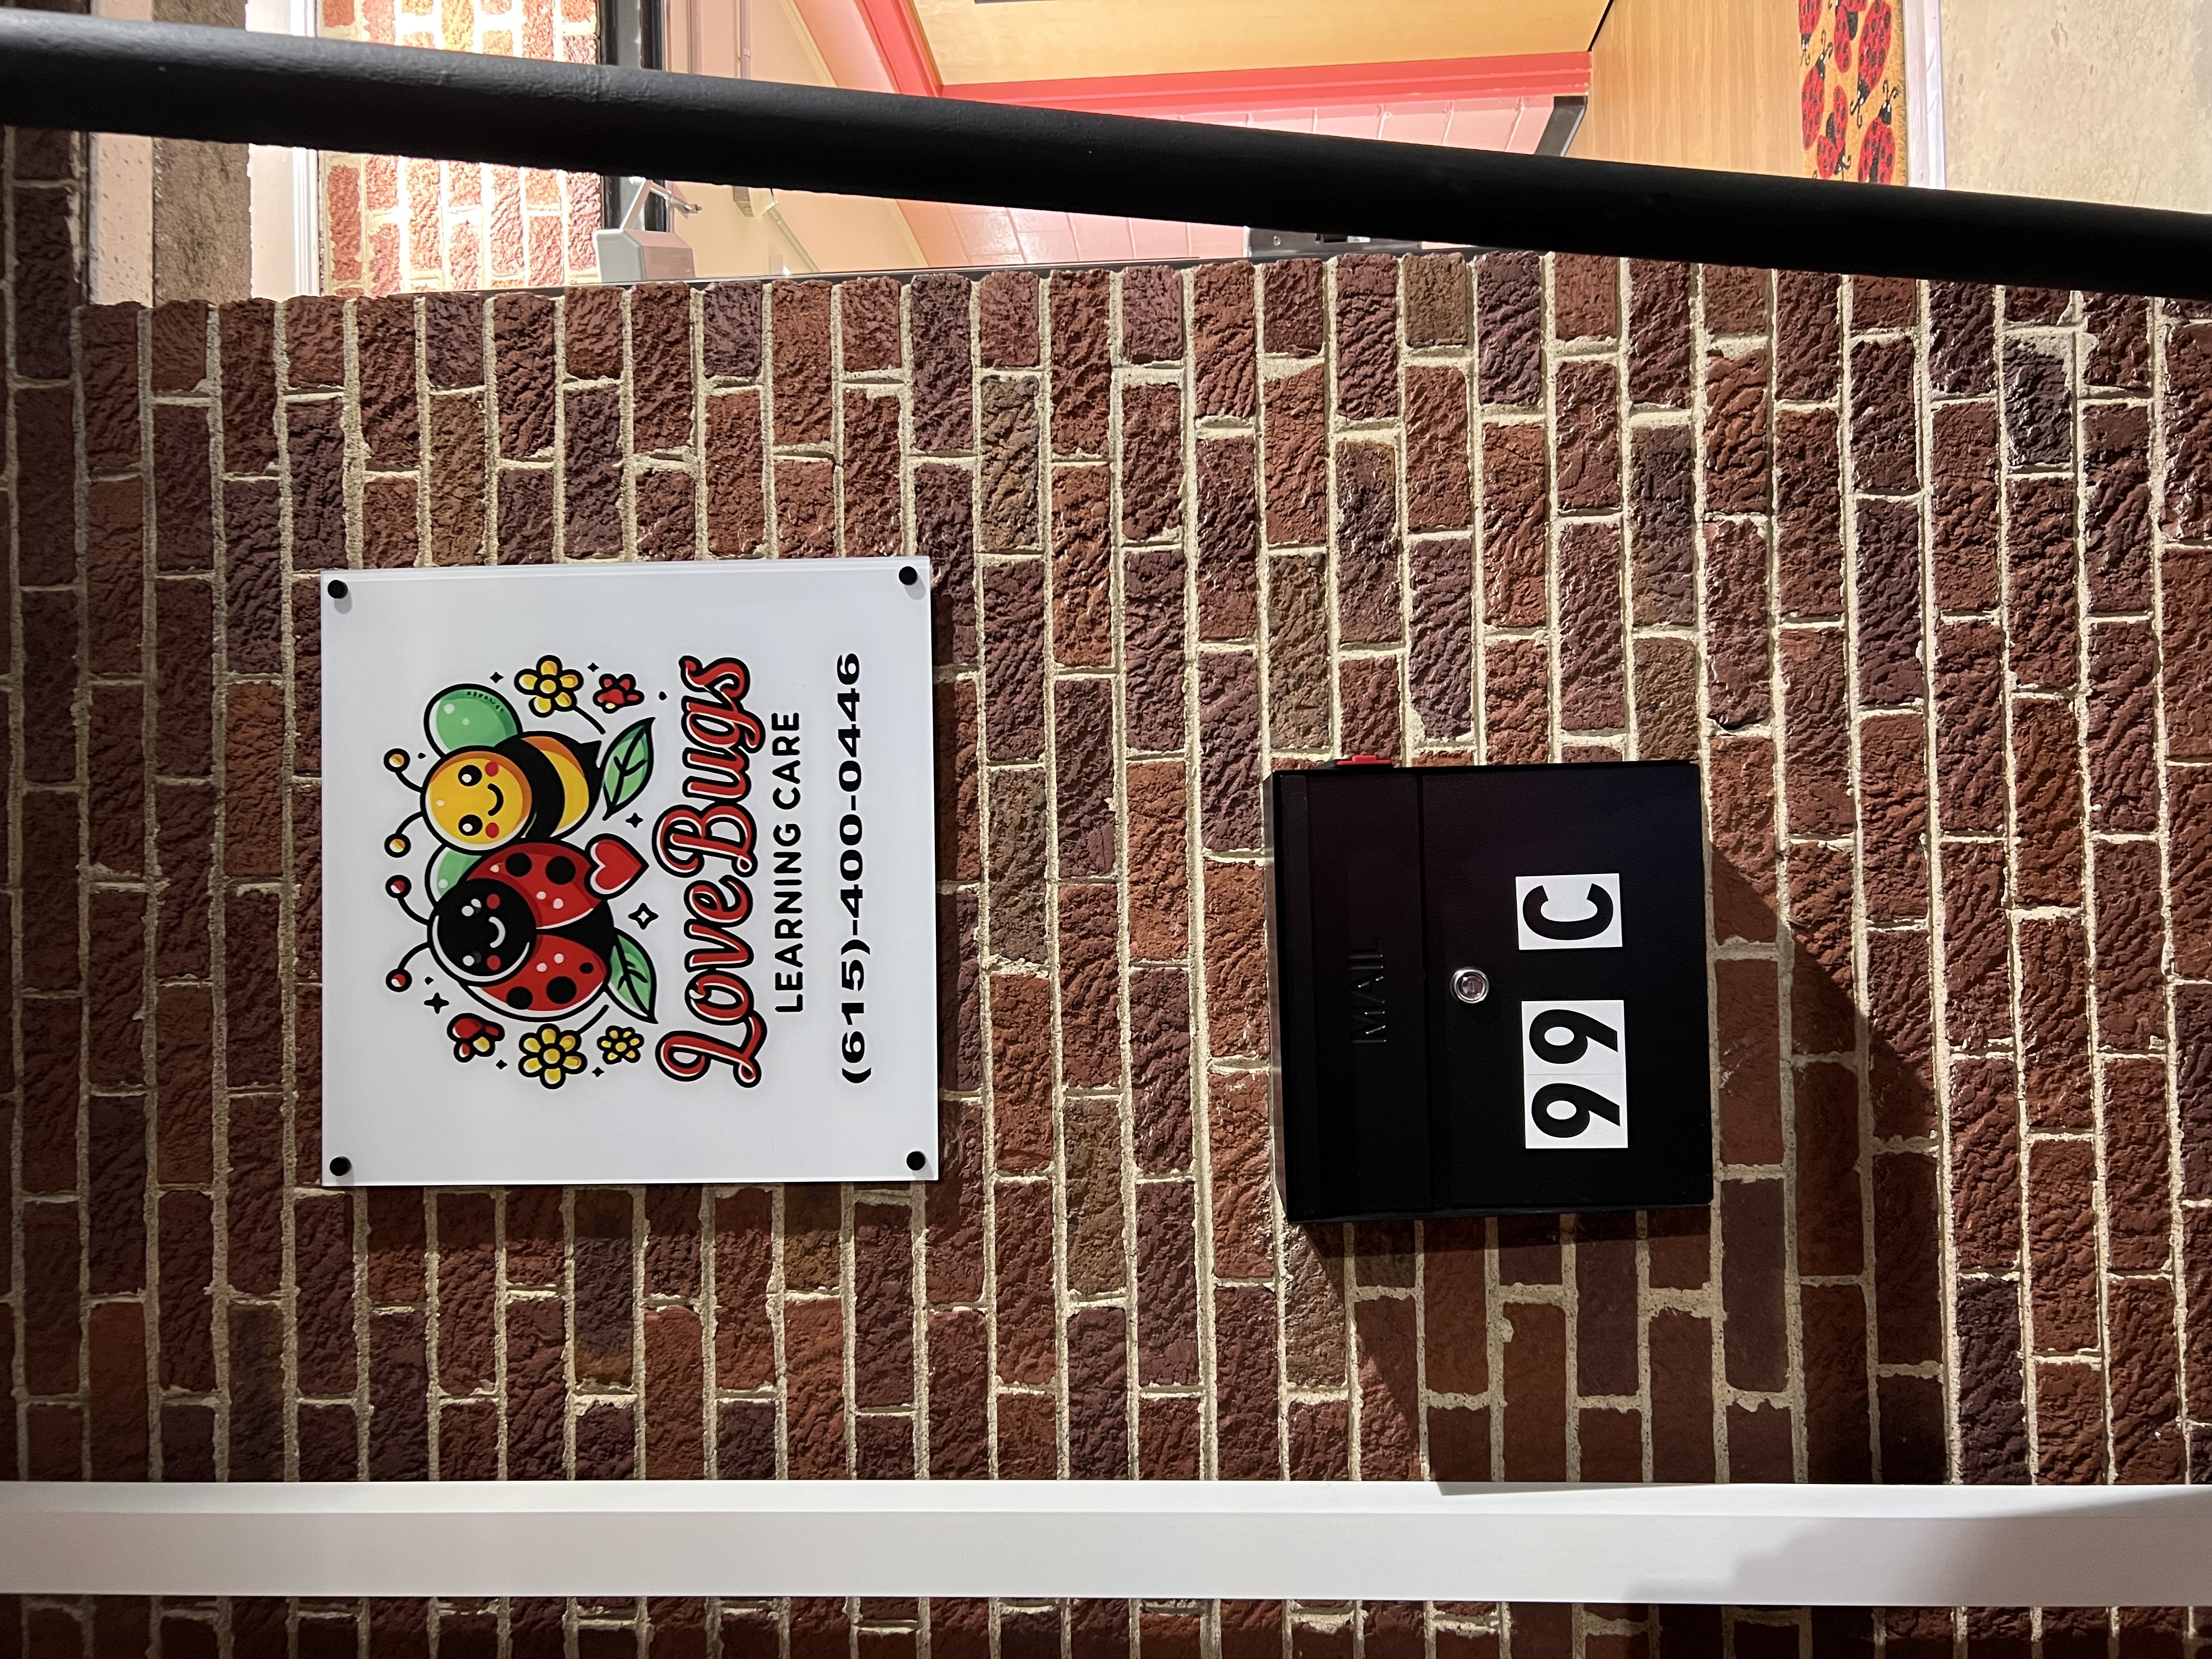 LoveBugs
LEARNING CARE
(615)-400-0446
MAIL
99 C